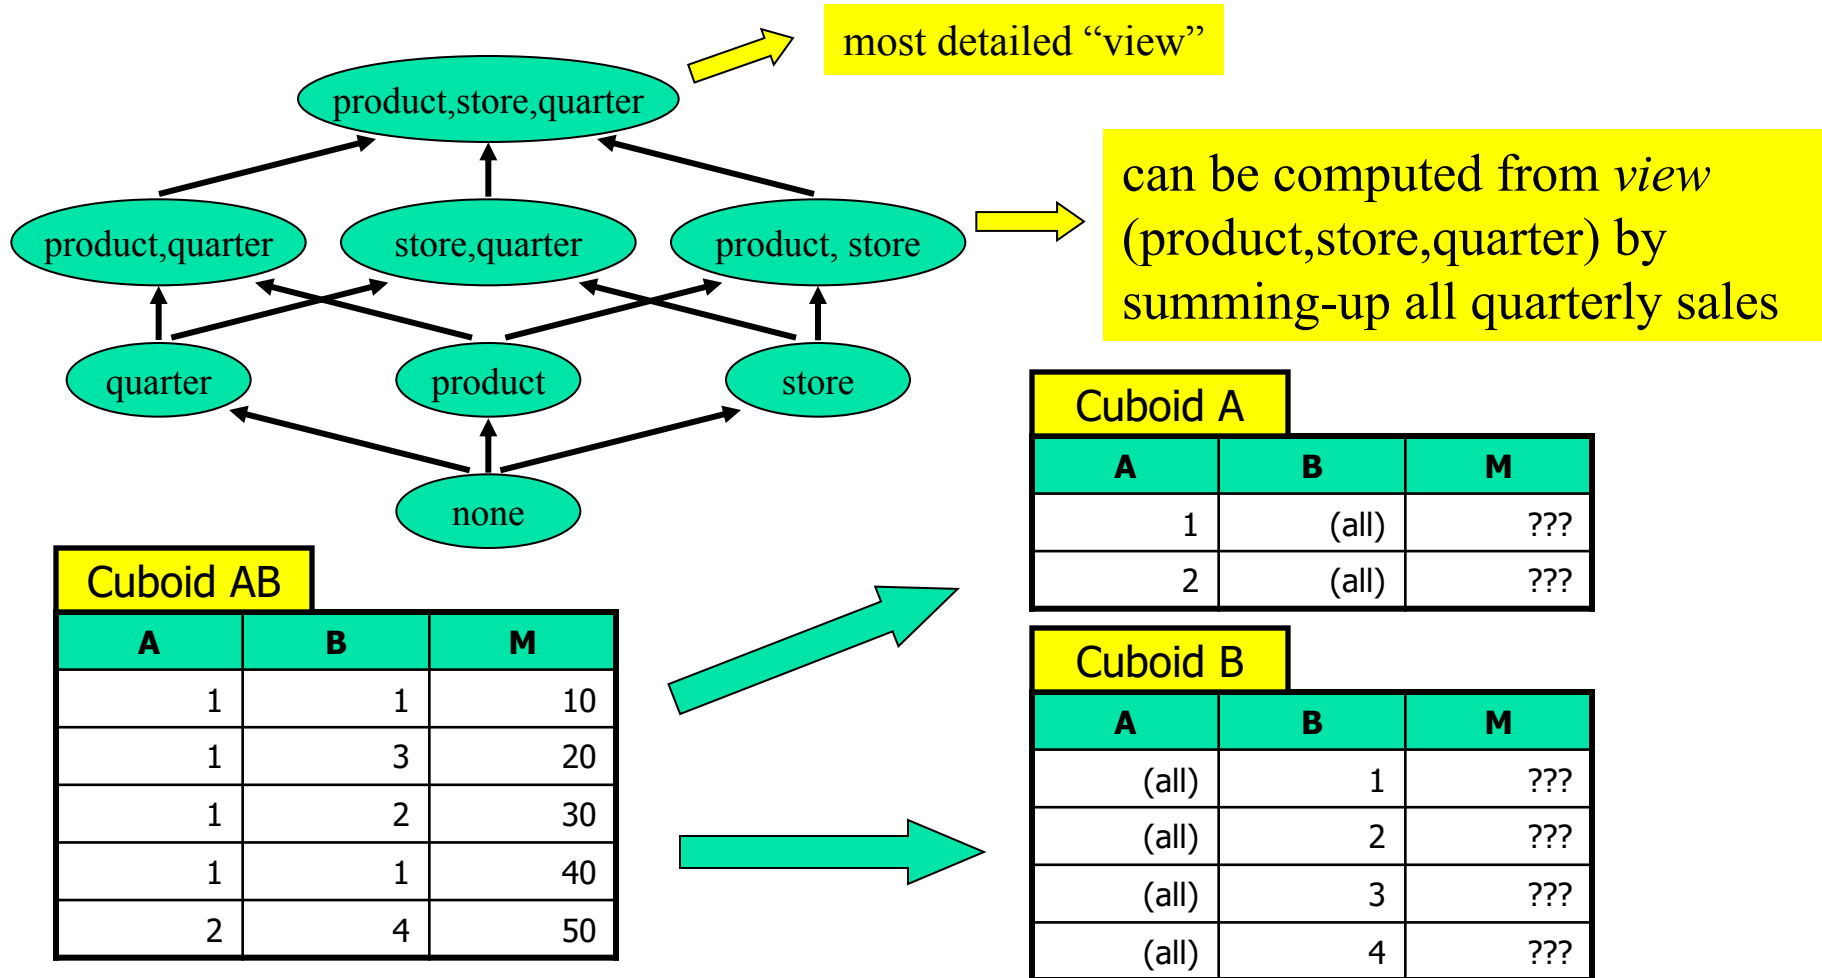 most detailed “view”
product,store,quarter
can be computed from view
(product,store,quarter) by
summing-up all quarterly sales
product,quarter
store,quarter
product, store
quarter
product
store
none
Cuboid AB
A B M
1 1 10
1 3 20
1 2 30
1 1 40
2 4 50
Cuboid A
A B M
1 (all) ???
2 (all) ???
Cuboid B
A B M
(all) 1 ???
(all) 2 ???
(all) 3 ???
(all) 4 ???